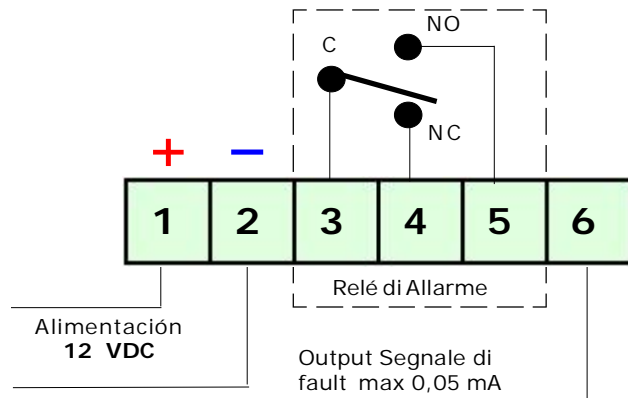 NO
C
NC
+ −
1 2 3 4 5 6
Relé di Allarme
Alimentación
12 VDC
Output Segnale di
fault max 0,05 mA